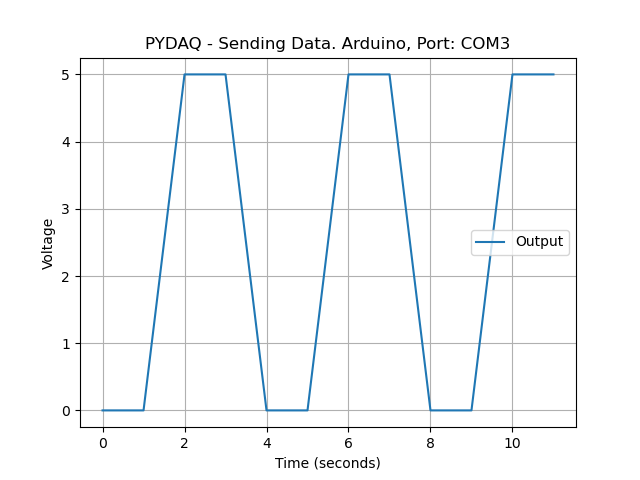 PYDAQ - Sending Data. Arduino, Port: COM3
5
4
3
2
1
0
Voltage
Output
0 2 4 6 8 10
Time (seconds)